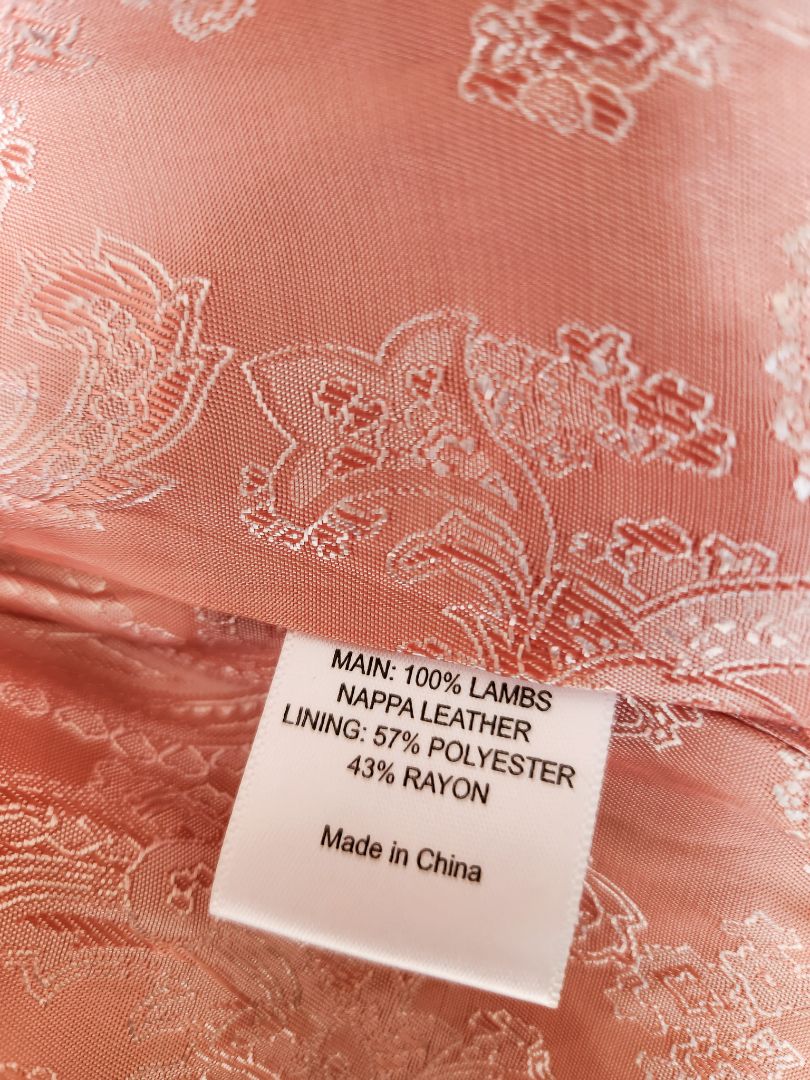 MAIN: 100% LAMBS
NAPPA LEATHER
LINING: 57% POLYESTER
43% RAYON
Made in China